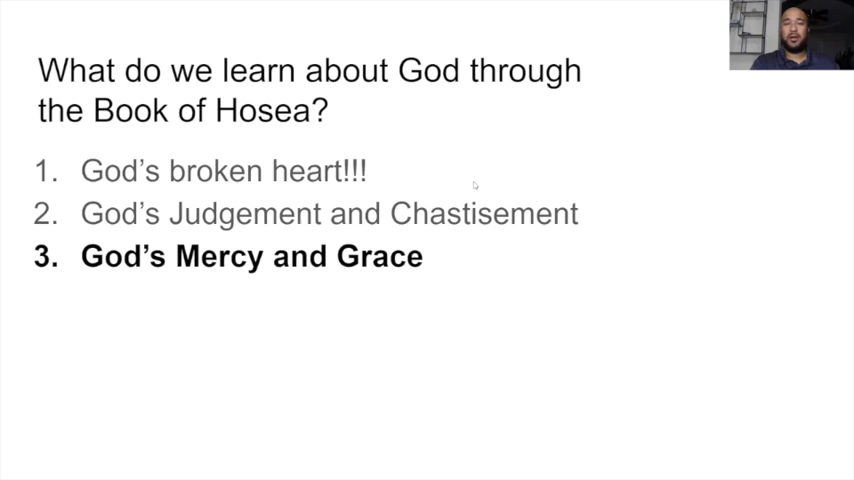 What do we learn about God through
the Book of Hosea?
1. God's broken heart!!!
2. God's Judgement and Chastisement
3. God's Mercy and Grace